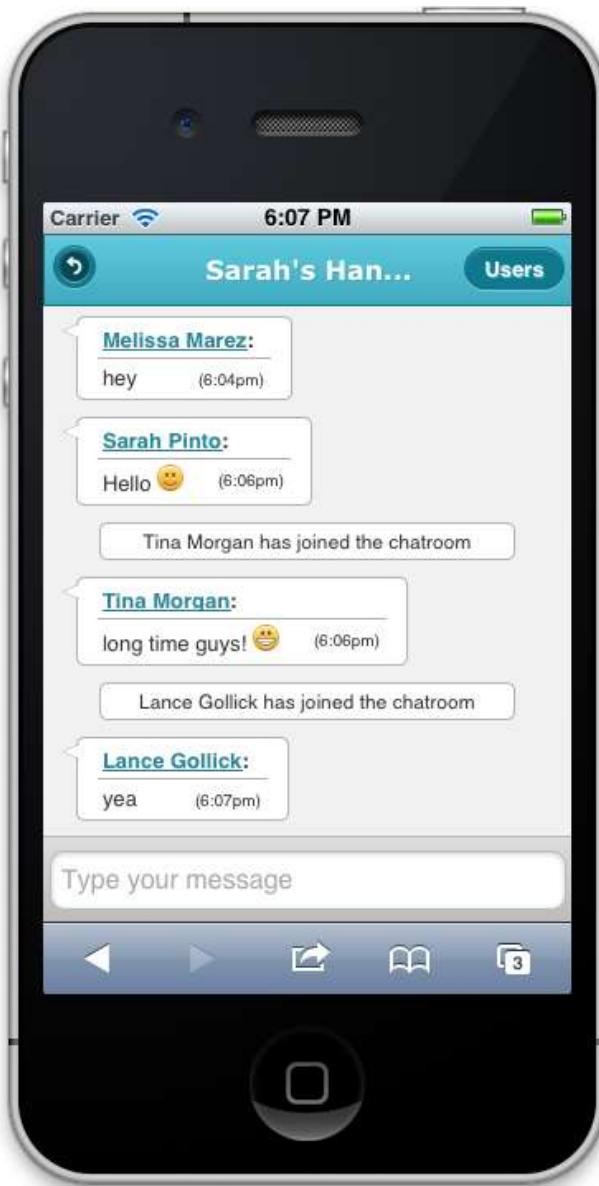 Carrier 6:07 PM
Sarah's Han... Users
Melissa Marez:
hey (6:04pm)
Sarah Pinto:
Hello (6:06pm)
Tina Morgan has joined the chatroom
Tina Morgan:
long time guys! (6:06pm)
Lance Gollick has joined the chatroom
Lance Gollick:
yea (6:07pm)
Type your message
3